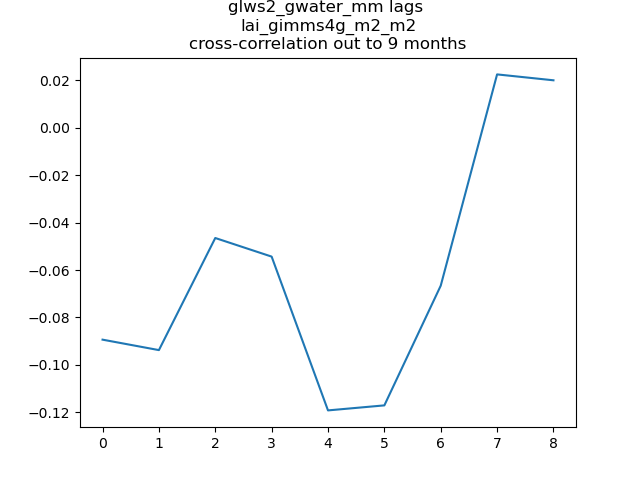 glws2_gwater_mm lags
lai_gimms4g_m2_m2
cross-correlation out to 9 months
0.02
0.00
−0.02
−0.04
−0.06
−0.08
−0.10
−0.12
0 1 2 3 4 5 6 7 8